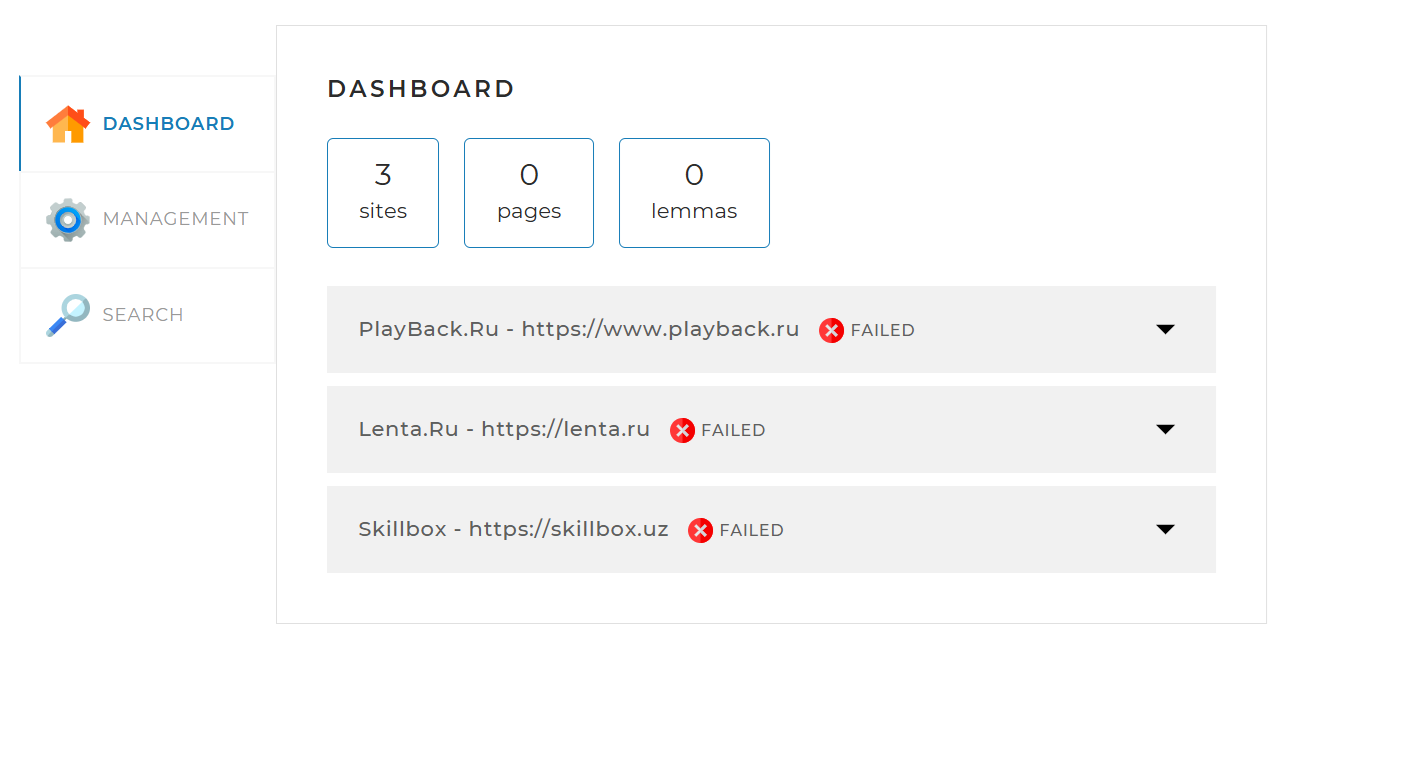 DASHBOARD
MANAGEMENT
SEARCH
DASHBOARD
3
sites
0
pages
0
lemmas
PlayBack.Ru - https://www.playback.ru FAILED
Lenta.Ru - https://lenta.ru FAILED
Skillbox - https://skillbox.uz FAILED